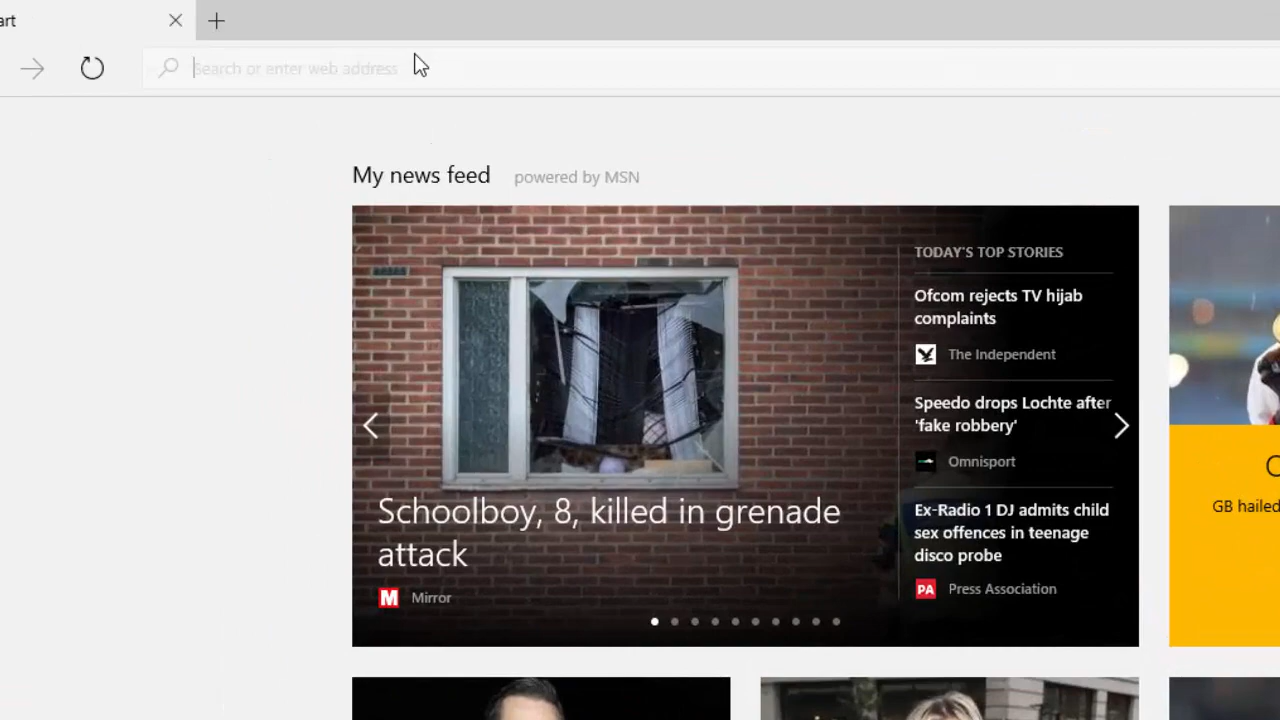 art
Search or enter web address
My news feed powered by MSN
TODAY'S TOP STORIES
Ofcom rejects TV hijab
complaints
The Independent
Speedo drops Lochte after
'fake robbery'
Omnisport
Ex-Radio 1 DJ admits child
sex offences in teenage
disco probe
PA Press Association
Schoolboy, 8, killed in grenade
attack
M Mirror
GB hailed